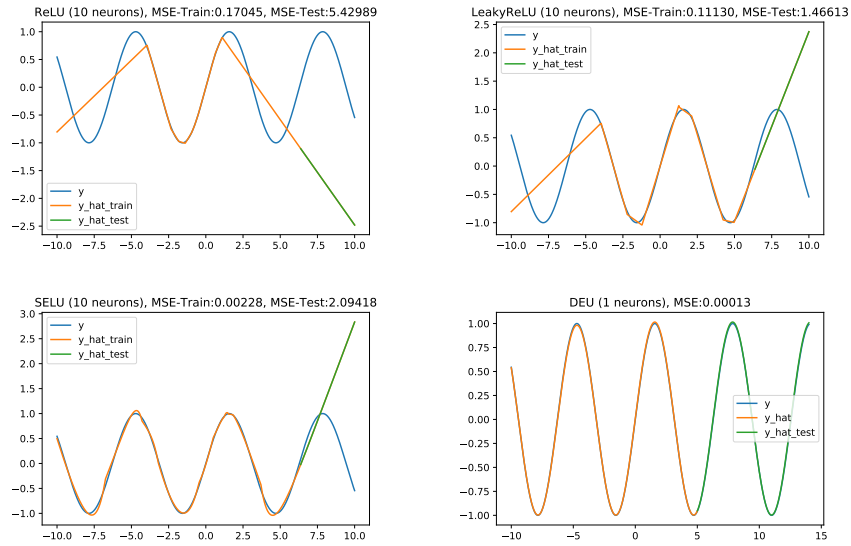 ReLU (10 neurons), MSE-Train:0.17045, MSE-Test:5.42989
1.0
0.5
0.0
−0.5
−1.0
−1.5
−2.0
−2.5
y
y_hat_train
y_hat_test
−10.0 −7.5 −5.0 −2.5 0.0 2.5 5.0 7.5 10.0
LeakyReLU (10 neurons), MSE-Train:0.11130, MSE-Test:1.46613
2.5
2.0
1.5
1.0
0.5
0.0
−0.5
−1.0
y
y_hat_train
y_hat_test
−10.0 −7.5 −5.0 −2.5 0.0 2.5 5.0 7.5 10.0
SELU (10 neurons), MSE-Train:0.00228, MSE-Test:2.09418
3.0
2.5
2.0
1.5
1.0
0.5
0.0
−0.5
−1.0
y
y_hat_train
y_hat_test
−10.0 −7.5 −5.0 −2.5 0.0 2.5 5.0 7.5 10.0
DEU (1 neurons), MSE:0.00013
1.00
0.75
0.50
0.25
0.00
−0.25
−0.50
−0.75
−1.00
y
y_hat
y_hat_test
−10 −5 0 5 10 15